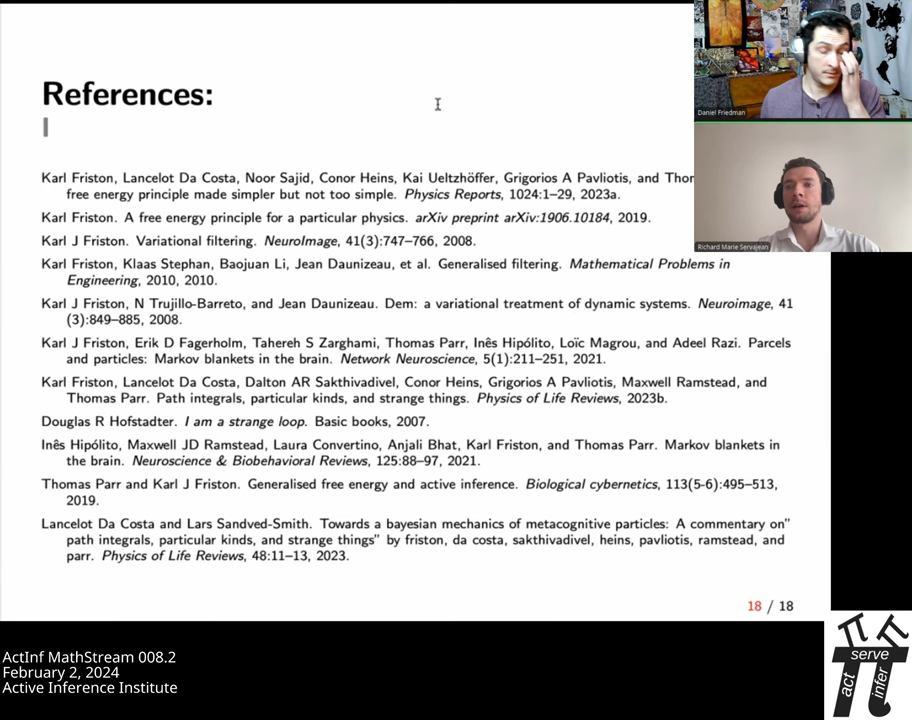 References:
Karl Friston, Lancelot Da Costa, Noor Sajid, Conor Heins, Kai Ueltzhöffer, Grigorios A Pavliotis, and Thor
free energy principle made simpler but not too simple. Physics Reports, 1024:1–29, 2023a.
Karl Friston. A free energy principle for a particular physics. arXiv preprint arXiv:1906.10184, 2019.
Karl J Friston. Variational filtering. NeuroImage, 41(3):747–766, 2008.
Karl Friston, Klaas Stephan, Baojuan Li, Jean Daunizeau, et al. Generalised filtering. Mathematical Problems in
Engineering, 2010, 2010.
Karl J Friston, N Trujillo-Barreto, and Jean Daunizeau. Dem: a variational treatment of dynamic systems. Neuroimage, 41
(3):849–885, 2008.
Karl J Friston, Erik D Fagerholm, Tahereh S Zarghami, Thomas Parr, Inês Hipólito, Loïc Magrou, and Adeel Razi. Parcels
and particles: Markov blankets in the brain. Network Neuroscience, 5(1):211–251, 2021.
Karl Friston, Lancelot Da Costa, Dalton AR Sakthivadivel, Conor Heins, Grigorios A Pavliotis, Maxwell Ramstead, and
Thomas Parr. Path integrals, particular kinds, and strange things. Physics of Life Reviews, 2023b.
Douglas R Hofstadter. I am a strange loop. Basic books, 2007.
Inês Hipólito, Maxwell JD Ramstead, Laura Convertino, Anjali Bhat, Karl Friston, and Thomas Parr. Markov blankets in
the brain. Neuroscience & Biobehavioral Reviews, 125:88–97, 2021.
Thomas Parr and Karl J Friston. Generalised free energy and active inference. Biological cybernetics, 113(5-6):495–513,
2019.
Lancelot Da Costa and Lars Sandved-Smith. Towards a bayesian mechanics of metacognitive particles: A commentary on"
path integrals, particular kinds, and strange things" by friston, da costa, sakthivadivel, heins, pavliotis, ramstead, and
parr. Physics of Life Reviews, 48:11–13, 2023.
18 / 18
Daniel Friedman
Richard Marie Servajean
ActInf MathStream 008.2
February 2, 2024
Active Inference Institute
serve
act
infer